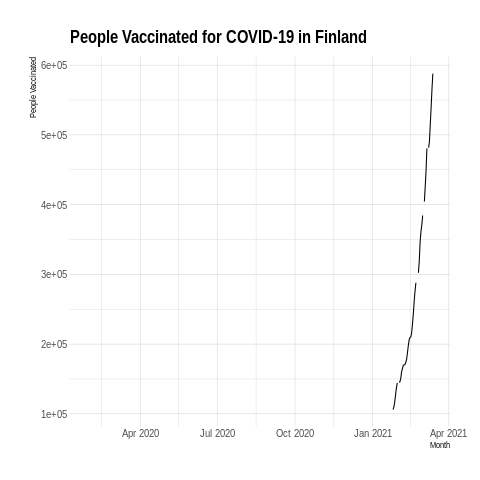 People Vaccinated for COVID-19 in Finland
People Vaccinated
6e+05
5e+05
4e+05
3e+05
2e+05
1e+05
Apr 2020 Jul 2020 Oct 2020 Jan 2021 Apr 2021
Month